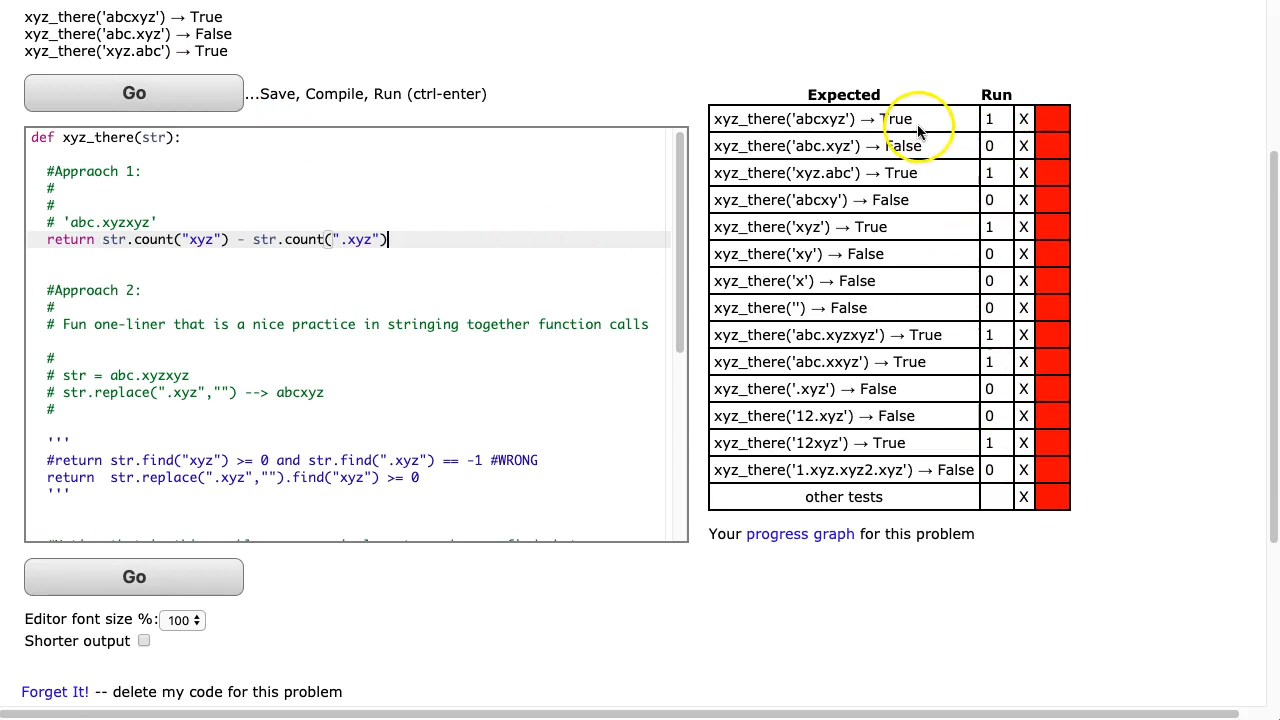 xyz_there('abcxyz') → True
xyz_there('abc.xyz') → False
xyz_there('xyz.abc') → True
Go
...Save, Compile, Run (ctrl-enter)
def xyz_there(str):
#Appraoch 1:
#
#
# 'abc.xyzxyz'
return str.count("xyz") - str.count(".xyz")
#Approach 2:
#
# Fun one-liner that is a nice practice in stringing together function calls
#
# str = abc.xyzxyz
# str.replace(".xyz","") --> abcxyz
#
'''
#return str.find("xyz") >= 0 and str.find(".xyz") == -1 #WRONG
return  str.replace(".xyz","").find("xyz") >= 0
'''
Expected Run
xyz_there('abcxyz') → True 1 X
xyz_there('abc.xyz') → False 0 X
xyz_there('xyz.abc') → True 1 X
xyz_there('abcxy') → False 0 X
xyz_there('xyz') → True 1 X
xyz_there('xy') → False 0 X
xyz_there('x') → False 0 X
xyz_there('') → False 0 X
xyz_there('abc.xyzxyz') → True 1 X
xyz_there('abc.xxyz') → True 1 X
xyz_there('.xyz') → False 0 X
xyz_there('12.xyz') → False 0 X
xyz_there('12xyz') → True 1 X
xyz_there('1.xyz.xyz2.xyz') → False 0 X
other tests X
Your progress graph for this problem
Go
Editor font size %: 100
Shorter output
Forget It! -- delete my code for this problem